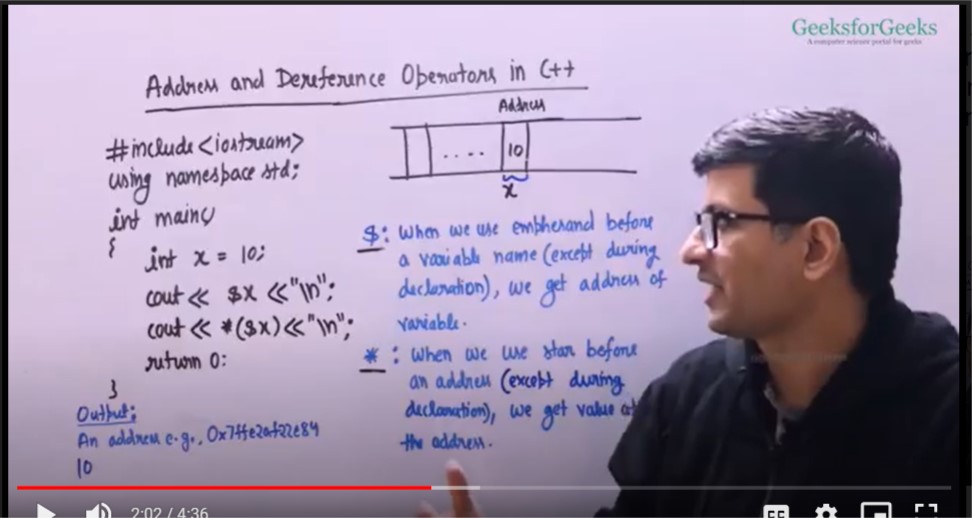 GeeksforGeeks
A computer science portal for geeks
Address and Dereference Operators in C++
#include <iostream>
using namespace std;
int main()
{
int x = 10;
cout << $x <<"\n";
cout << *($x) <<"\n";
return 0:
}
Output:
An address e.g., 0x7ffe2af22e84
10
Address
.... 10
x
$: When we use empherand before
a variable name (except during
declaration), we get address of
variable.
* : When we use star before
an address (except during
declaration), we get value at
the address.
2:02 / 4:36
CC